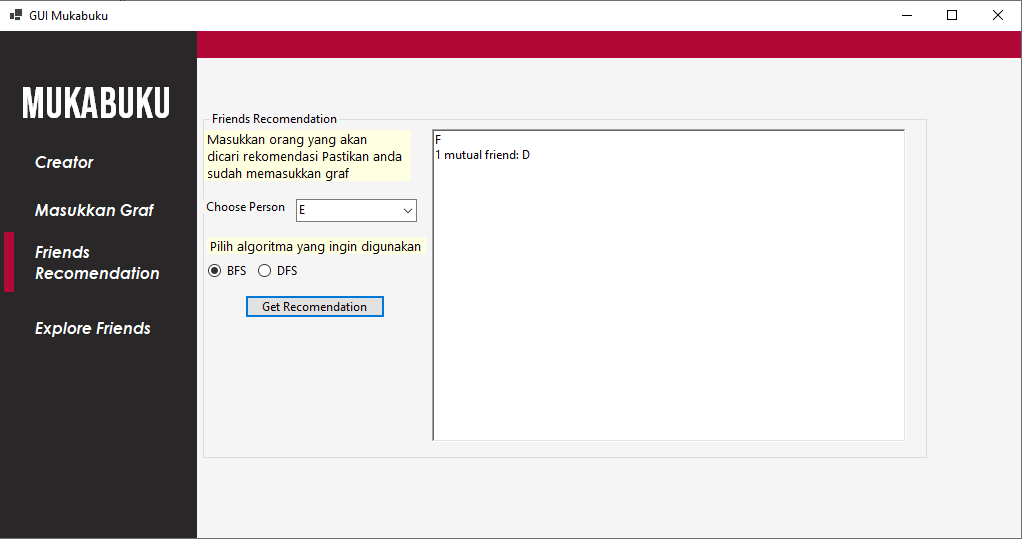 GUI Mukabuku
MUKABUKU
Creator
Masukkan Graf
Friends
Recomendation
Explore Friends
Friends Recomendation
Masukkan orang yang akan
dicari rekomendasi Pastikan anda
sudah memasukkan graf
Choose Person
E
Pilih algoritma yang ingin digunakan
BFS
DFS
Get Recomendation
F
1 mutual friend: D